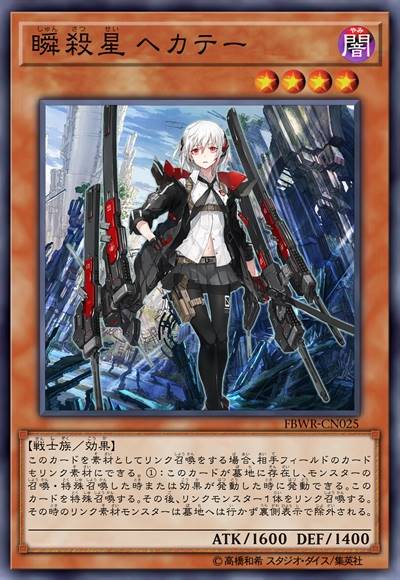 瞬殺星 ヘカテー
闇
FBWR-CN025
【戦士族/効果】
このカードを素材としてリンク召喚をする場合、相手フィールドのカード
もリンク素材にできる。①:このカードが墓地に存在し、モンスターの
召喚・特殊召喚した時または効果が発動した時に発動できる。この
カードを特殊召喚する。その後、リンクモンスター1体をリンク召喚する。
その時のリンク素材モンスターは墓地へは行かず裏側表示で除外される。
ATK/1600 DEF/1400
©高橋和希 スタジオ・ダイス/集英社